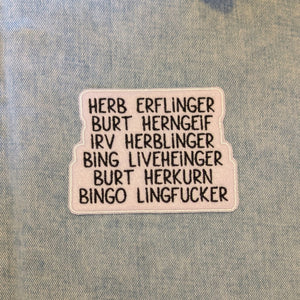 HERB ERFLINGER
BURT HERNGEIF
IRV HERBLINGER
BING LIVEHEINGER
BURT HERKURN
BINGO LINGFUCKER